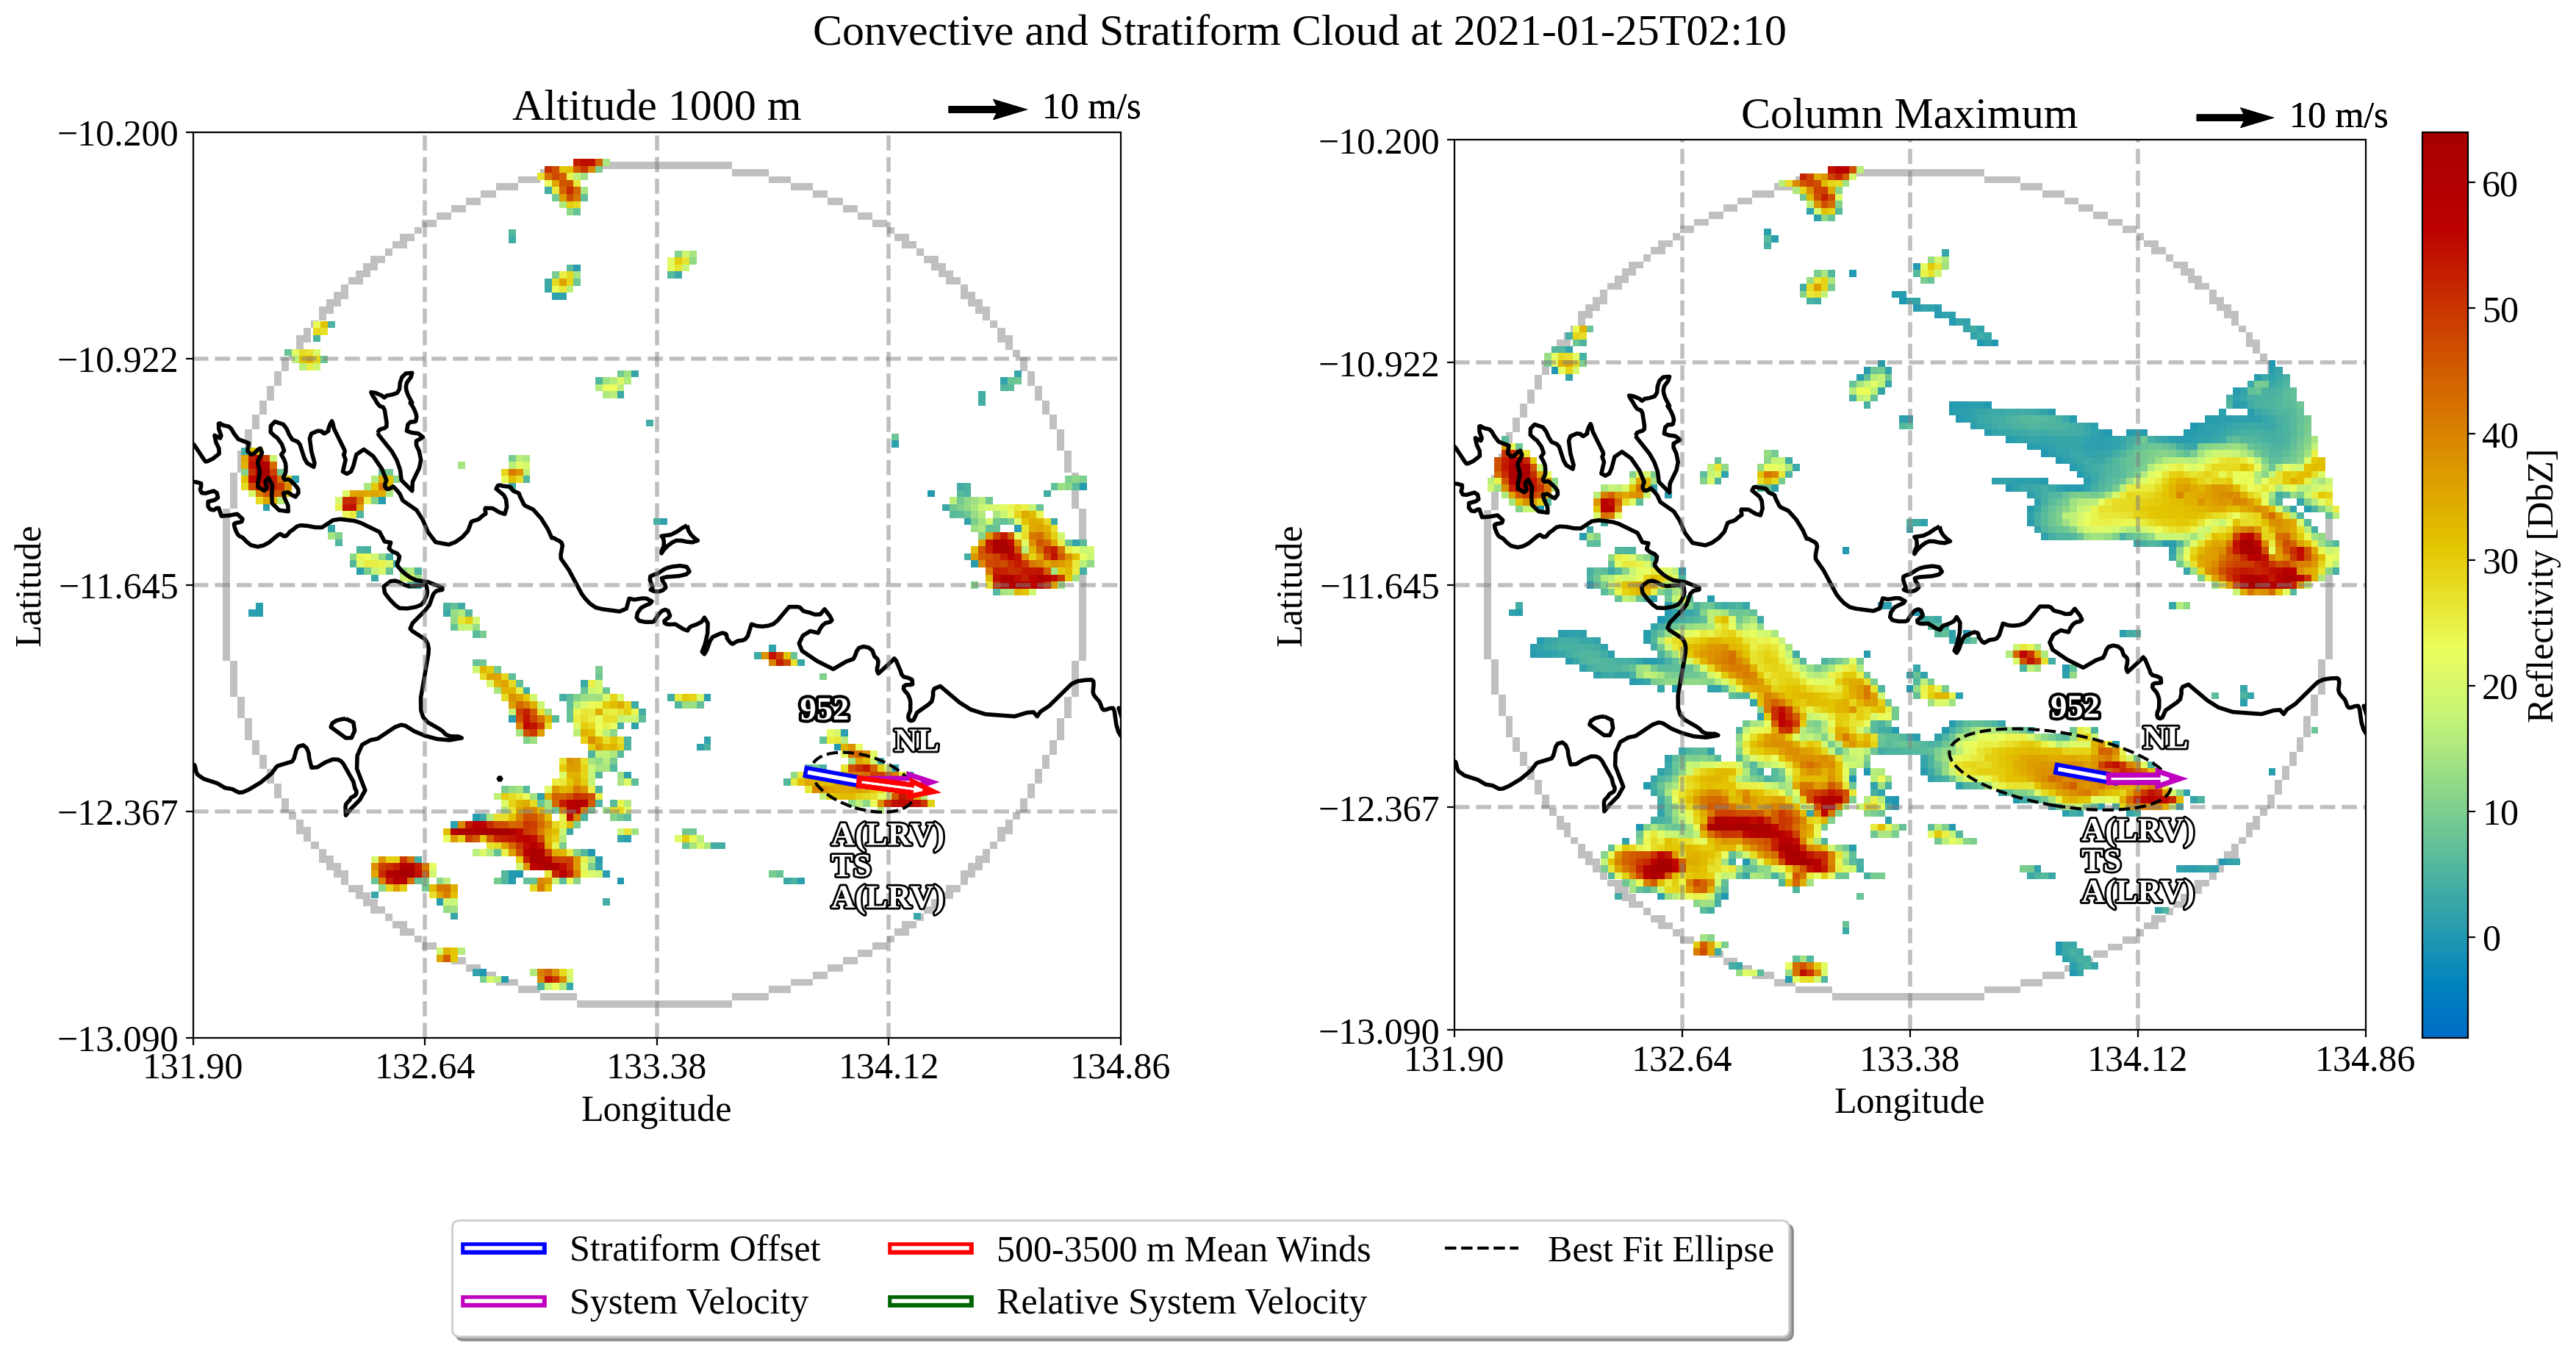 Convective and Stratiform Cloud at 2021-01-25T02:10
Altitude 1000 m
10 m/s
−10.200
−10.922
−11.645
−12.367
−13.090
131.90
132.64
133.38
134.12
134.86
Latitude
Longitude
952
NL
A(LRV)
TS
A(LRV)
Column Maximum
10 m/s
−10.200
−10.922
−11.645
−12.367
−13.090
131.90
132.64
133.38
134.12
134.86
Latitude
Longitude
952
NL
A(LRV)
TS
A(LRV)
60
50
40
30
20
10
0
Reflectivity [DbZ]
Stratiform Offset
System Velocity
500-3500 m Mean Winds
Relative System Velocity
Best Fit Ellipse